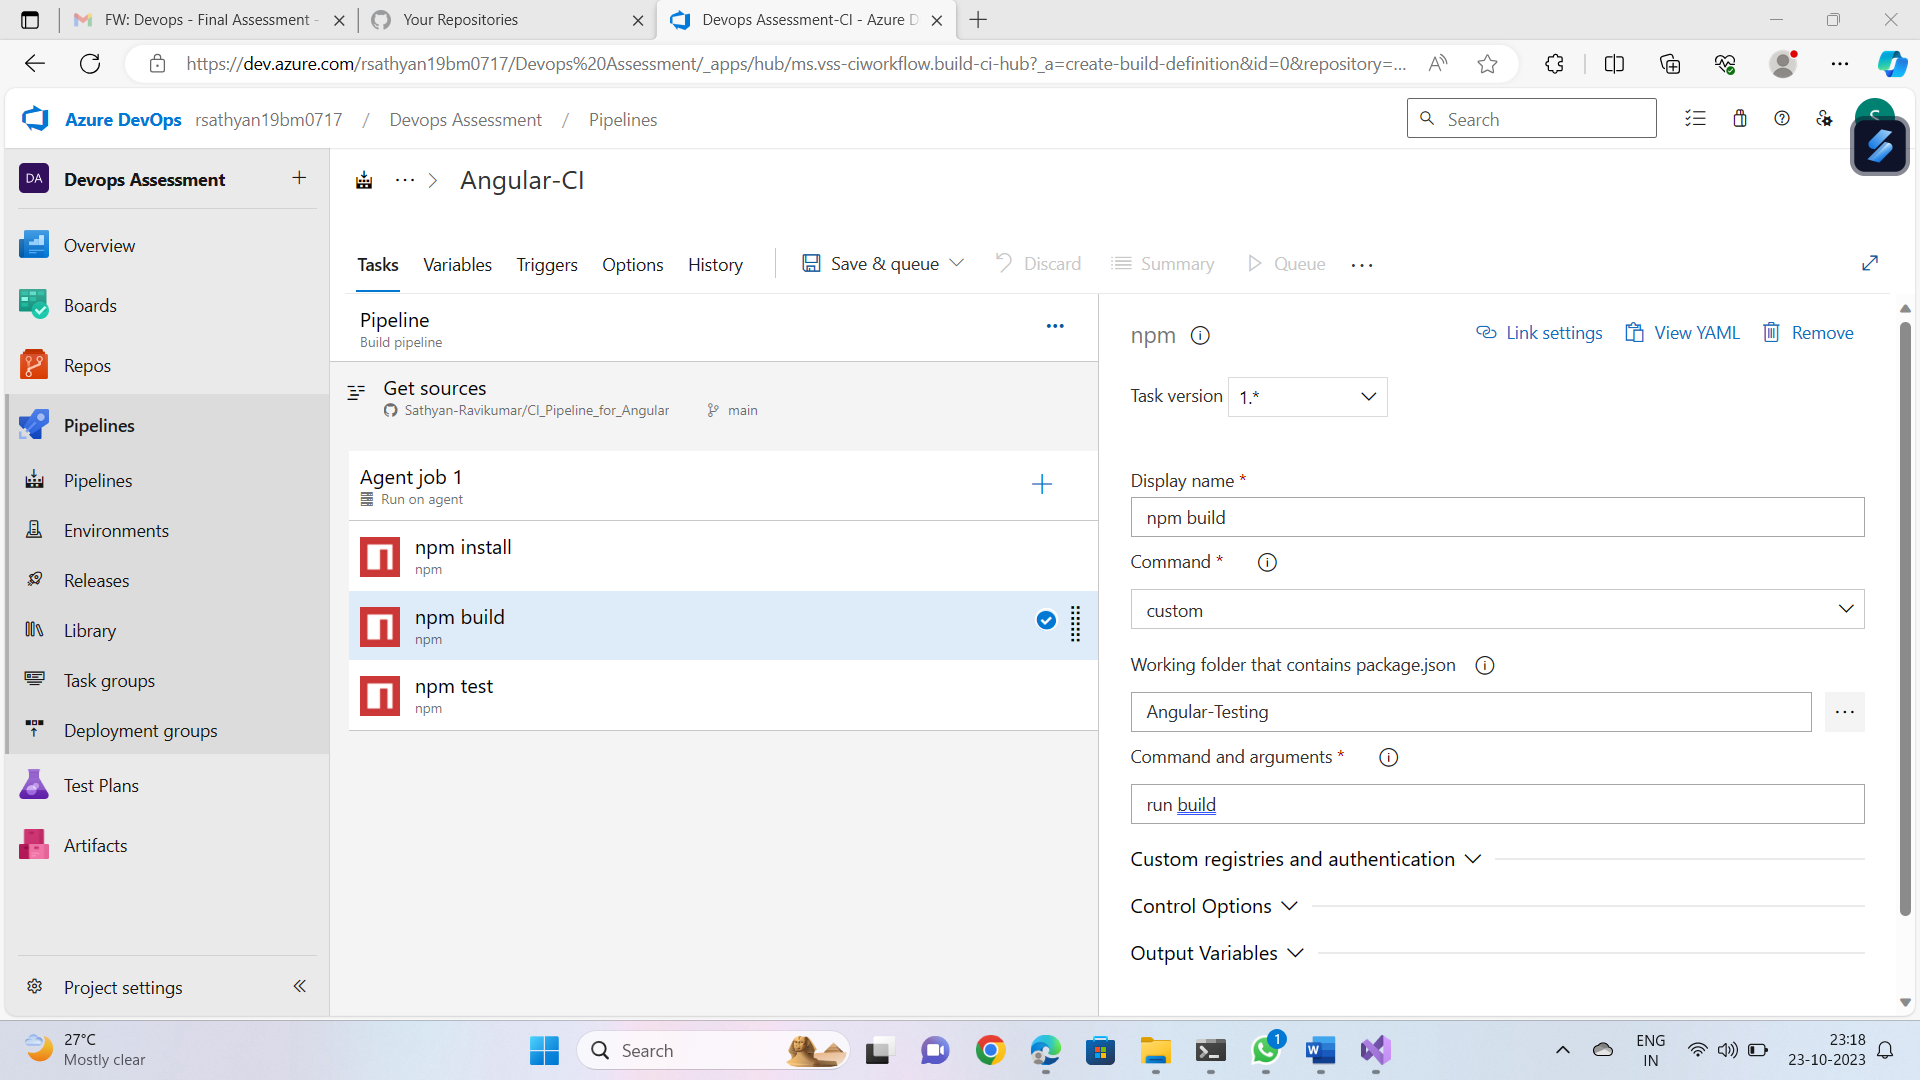 FW: Devops - Final Assessment -
Your Repositories
Devops Assessment-CI - Azure D
https://dev.azure.com/rsathyan19bm0717/Devops%20Assessment/_apps/hub/ms.vss-ciworkflow.build-ci-hub?_a=create-build-definition&id=0&repository=...
Azure DevOps rsathyan19bm0717 / Devops Assessment / Pipelines
Search
DA Devops Assessment
Overview
Boards
Repos
Pipelines
Pipelines
Environments
Releases
Library
Task groups
Deployment groups
Test Plans
Artifacts
Project settings
Angular-CI
Tasks Variables Triggers Options History Save & queue Discard Summary Queue
Pipeline
Build pipeline
Get sources
Sathyan-Ravikumar/CI_Pipeline_for_Angular main
Agent job 1
Run on agent
npm install
npm
npm build
npm
npm test
npm
npm Link settings View YAML Remove
Task version 1.*
Display name *
npm build
Command *
custom
Working folder that contains package.json
Angular-Testing
Command and arguments *
run build
Custom registries and authentication
Control Options
Output Variables
27°C
Mostly clear
Search
1
ENG
IN
23:18
23-10-2023